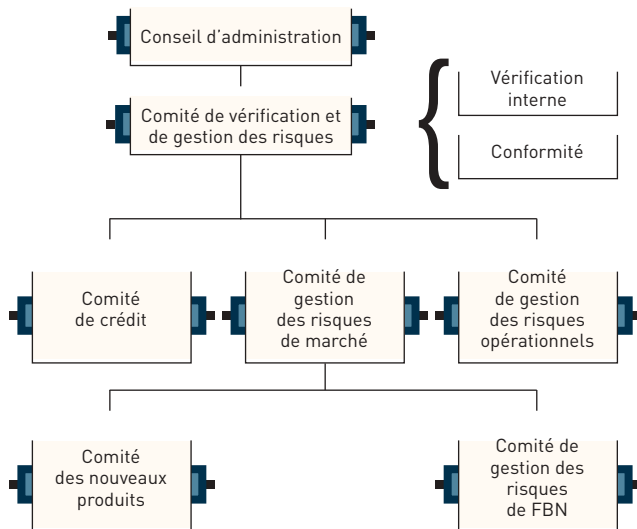 Conseil d'administration
Comité de vérification et
de gestion des risques
Vérification
interne
Conformité
Comité
de crédit
Comité de
gestion
des risques
de marché
Comité
de gestion
des risques
opérationnels
Comité
des nouveaux
produits
Comité de
gestion des
risques
de FBN